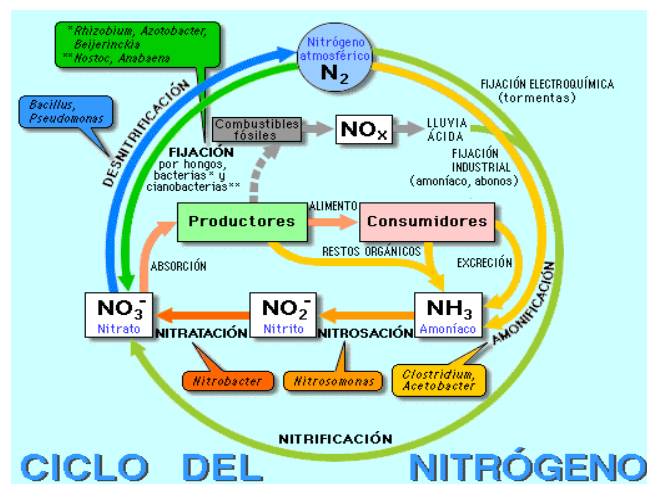 *Rhizobium, Azotobacter,
Beijerinckia
**Nostoc, Anabaena
Nitrógeno
atmosférico
N₂
FIJACIÓN ELECTROQUÍMICA
(tormentas)
Bacillus,
Pseudomonas
DESNITRIFICACIÓN
Combustibles
fósiles
NOₓ
LLUVIA
ÁCIDA
FIJACIÓN
por hongos,
bacterias* y
cianobacterias**
FIJACIÓN
INDUSTRIAL
(amoníaco, abonos)
Productores
ALIMENTO
Consumidores
RESTOS ORGÁNICOS
ABSORCIÓN
EXCRECIÓN
NO₃⁻
Nitrato
NO₂⁻
Nitrito
NH₃
Amoníaco
AMONIFICACIÓN
NITRATACIÓN
NITROSACIÓN
Nitrobacter
Nitrosomonas
Clostridium,
Acetobacter
NITRIFICACIÓN
CICLO DEL NITRÓGENO